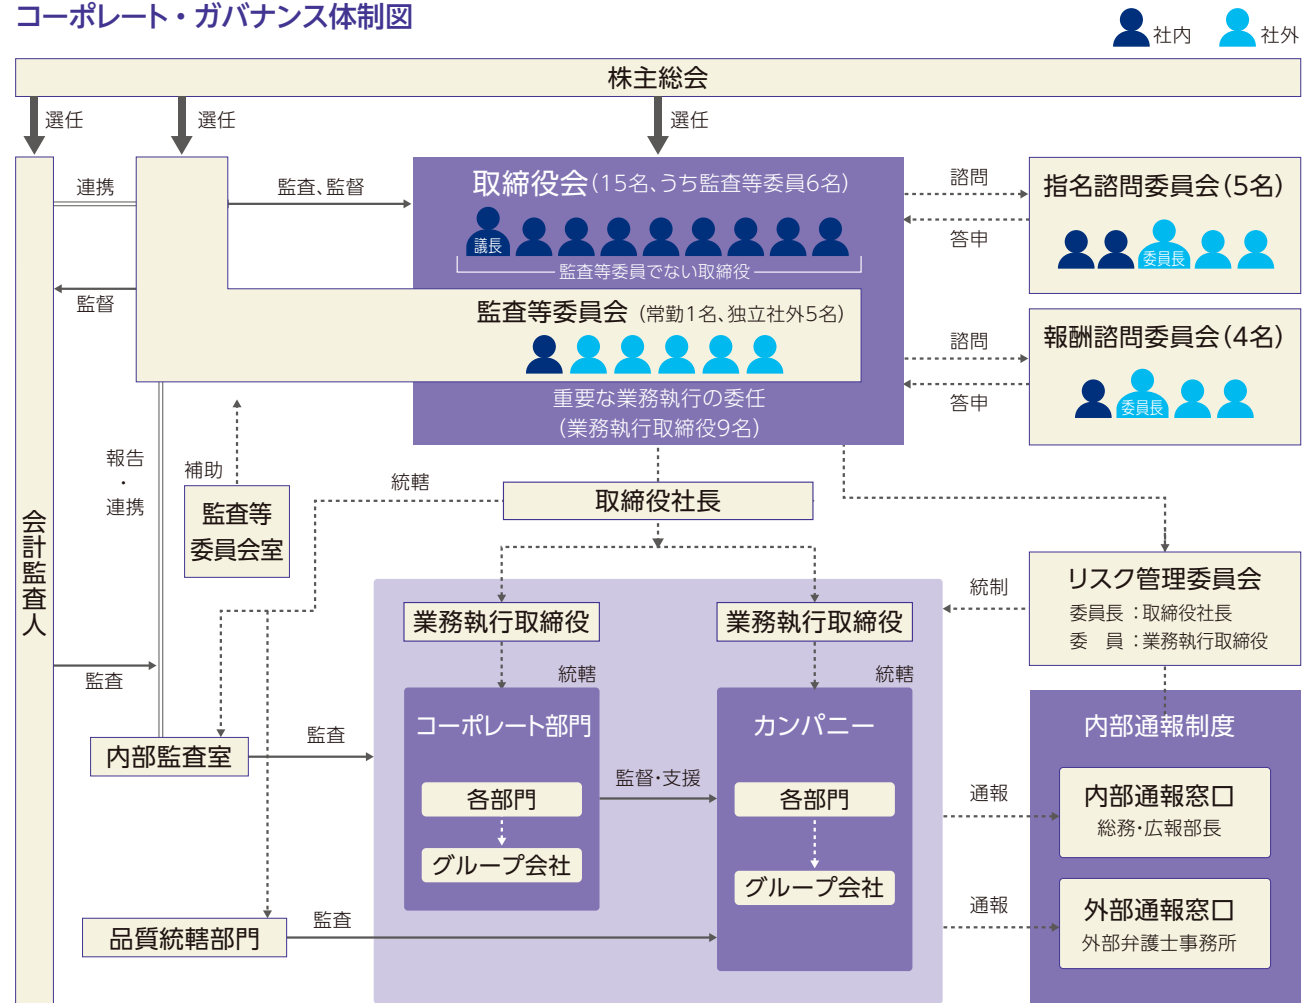 コーポレート・ガバナンス体制図
社内
社外
株主総会
選任
選任
選任
連携
監査、監督
取締役会(15名、うち監査等委員6名)
議長
監査等委員でない取締役
諮問
答申
指名諮問委員会(5名)
委員長
監督
監査等委員会 (常勤1名、独立社外5名)
諮問
答申
報酬諮問委員会(4名)
委員長
重要な業務執行の委任
(業務執行取締役9名)
報告
・
連携
補助
監査等
委員会室
統轄
取締役社長
会計監査人
業務執行取締役
業務執行取締役
統制
リスク管理委員会
委員長：取締役社長
委　員：業務執行取締役
監査
統轄
統轄
内部監査室
監査
コーポレート部門
カンパニー
内部通報制度
各部門
監督・支援
各部門
グループ会社
グループ会社
通報
内部通報窓口
総務・広報部長
品質統轄部門
監査
通報
外部通報窓口
外部弁護士事務所